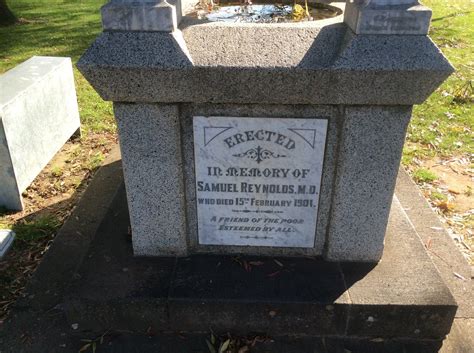 ERECTED
IN MEMORY OF
SAMUEL REYNOLDS, M.D.
WHO DIED 15TH FEBRUARY 1901.
A FRIEND OF THE POOR
ESTEEMED BY ALL.